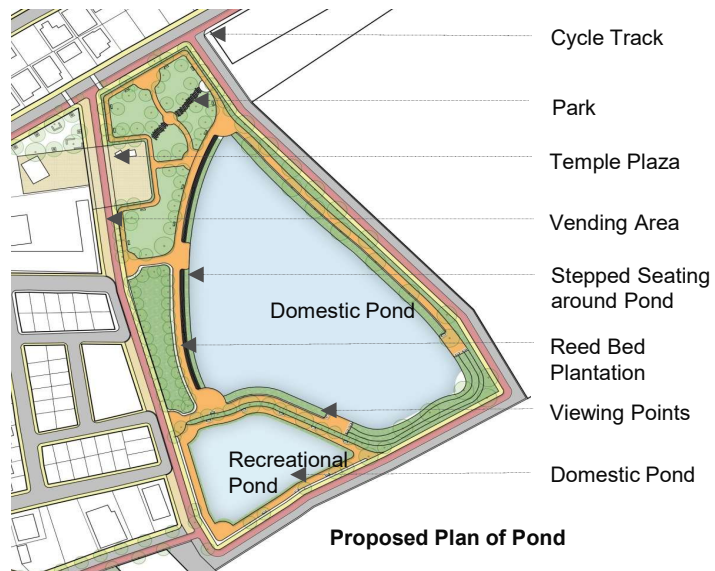 Cycle Track
Park
Temple Plaza
Vending Area
Stepped Seating
around Pond
Domestic Pond
Reed Bed
Plantation
Viewing Points
Recreational
Pond
Domestic Pond
Proposed Plan of Pond